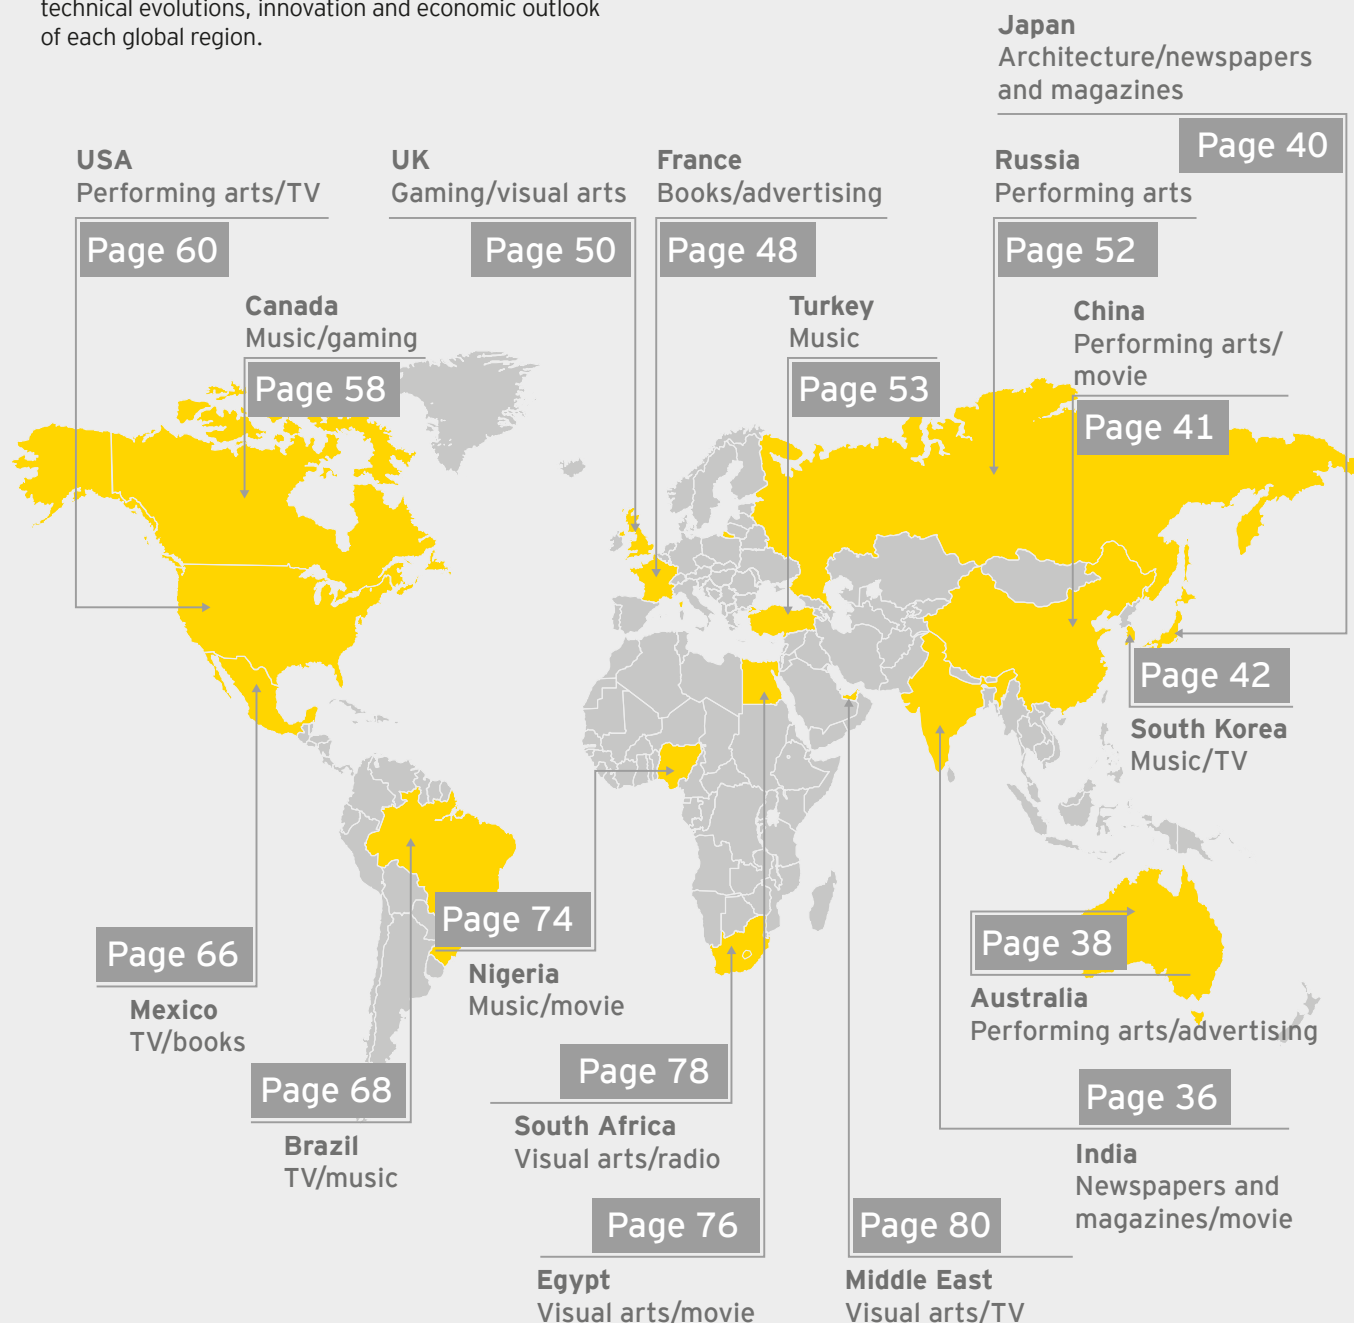 technical evolutions, innovation and economic outlook
of each global region.
Japan
Architecture/newspapers
and magazines
Page 40
USA
Performing arts/TV
Page 60
UK
Gaming/visual arts
Page 50
France
Books/advertising
Page 48
Russia
Performing arts
Page 52
Canada
Music/gaming
Page 58
Turkey
Music
Page 53
China
Performing arts/
movie
Page 41
Page 42
South Korea
Music/TV
Page 74
Nigeria
Music/movie
Page 38
Australia
Performing arts/advertising
Page 66
Mexico
TV/books
Page 68
Brazil
TV/music
Page 78
South Africa
Visual arts/radio
Page 36
India
Newspapers and
magazines/movie
Page 76
Egypt
Visual arts/movie
Page 80
Middle East
Visual arts/TV